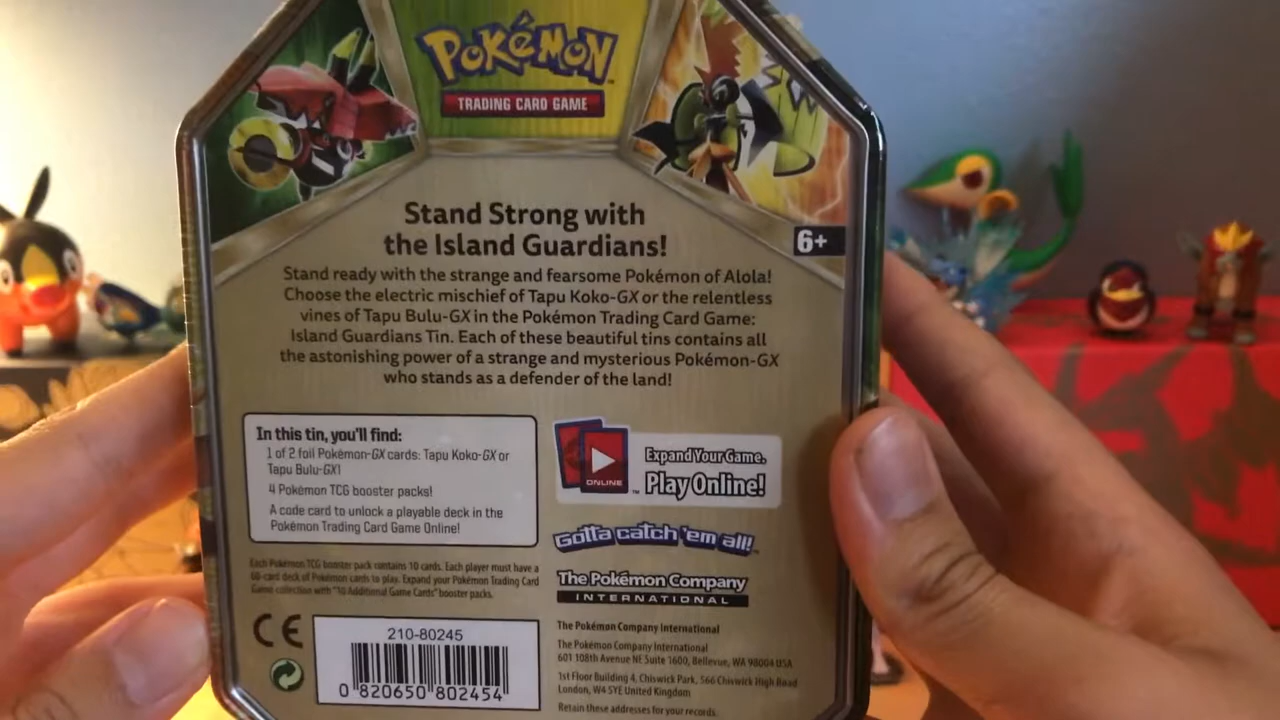 POKéMON
TRADING CARD GAME
6+
Stand Strong with
the Island Guardians!
Stand ready with the strange and fearsome Pokémon of Alola!
Choose the electric mischief of Tapu Koko-GX or the relentless
vines of Tapu Bulu-GX in the Pokémon Trading Card Game:
Island Guardians Tin. Each of these beautiful tins contains all
the astonishing power of a strange and mysterious Pokémon-GX
who stands as a defender of the land!
In this tin, you'll find:
1 of 2 foil Pokémon-GX cards: Tapu Koko-GX or
Tapu Bulu-GX!
4 Pokémon TCG booster packs!
A code card to unlock a playable deck in the
Pokémon Trading Card Game Online!
ONLINE
™
Expand Your Game.
Play Online!
Gotta catch 'em all!™
The Pokémon Company
INTERNATIONAL
Each Pokémon TCG booster pack contains 10 cards. Each player must have a
60-card deck of Pokémon cards to play. Expand your Pokémon Trading Card
Game collection with "10 Additional Game Cards" booster packs.
CE
210-80245
0 820650 802454
The Pokémon Company International
The Pokémon Company International
601 108th Avenue NE Suite 1600, Bellevue, WA 98004 USA
1st Floor Building 4, Chiswick Park, 566 Chiswick High Road
London, W4 5YE United Kingdom
Retain these addresses for your records.